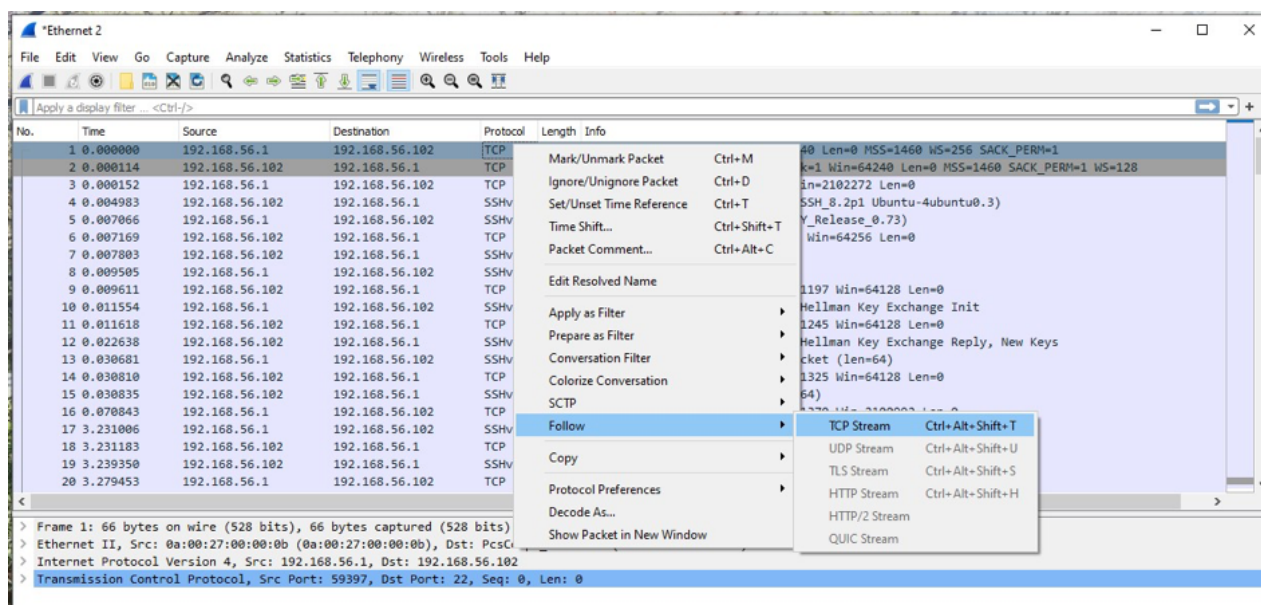 *Ethernet 2
File Edit View Go Capture Analyze Statistics Telephony Wireless Tools Help
Apply a display filter ... <Ctrl-/>
No. Time Source Destination Protocol Length Info
1 0.000000 192.168.56.1 192.168.56.102 TCP 40 Len=0 MSS=1460 WS=256 SACK_PERM=1
2 0.000114 192.168.56.102 192.168.56.1 TCP k=1 Win=64240 Len=0 MSS=1460 SACK_PERM=1 WS=128
3 0.000152 192.168.56.1 192.168.56.102 TCP in=2102272 Len=0
4 0.004983 192.168.56.102 192.168.56.1 SSHv SSH_8.2p1 Ubuntu-4ubuntu0.3)
5 0.007066 192.168.56.1 192.168.56.102 SSHv Y_Release_0.73)
6 0.007169 192.168.56.102 192.168.56.1 TCP Win=64256 Len=0
7 0.007803 192.168.56.102 192.168.56.1 SSHv
8 0.009505 192.168.56.1 192.168.56.102 SSHv
9 0.009611 192.168.56.102 192.168.56.1 TCP 1197 Win=64128 Len=0
10 0.011554 192.168.56.1 192.168.56.102 SSHv Hellman Key Exchange Init
11 0.011618 192.168.56.102 192.168.56.1 TCP 1245 Win=64128 Len=0
12 0.022638 192.168.56.102 192.168.56.1 SSHv Hellman Key Exchange Reply, New Keys
13 0.030681 192.168.56.1 192.168.56.102 SSHv cket (len=64)
14 0.030810 192.168.56.102 192.168.56.1 TCP 1325 Win=64128 Len=0
15 0.030835 192.168.56.102 192.168.56.1 SSHv 64)
16 0.070843 192.168.56.1 192.168.56.102 TCP
17 3.231006 192.168.56.1 192.168.56.102 SSHv
18 3.231183 192.168.56.102 192.168.56.1 TCP
19 3.239350 192.168.56.102 192.168.56.1 SSHv
20 3.279453 192.168.56.1 192.168.56.102 TCP
Mark/Unmark Packet Ctrl+M
Ignore/Unignore Packet Ctrl+D
Set/Unset Time Reference Ctrl+T
Time Shift... Ctrl+Shift+T
Packet Comment... Ctrl+Alt+C
Edit Resolved Name
Apply as Filter
Prepare as Filter
Conversation Filter
Colorize Conversation
SCTP
Follow
Copy
Protocol Preferences
Decode As...
Show Packet in New Window
TCP Stream Ctrl+Alt+Shift+T
UDP Stream Ctrl+Alt+Shift+U
TLS Stream Ctrl+Alt+Shift+S
HTTP Stream Ctrl+Alt+Shift+H
HTTP/2 Stream
QUIC Stream
Frame 1: 66 bytes on wire (528 bits), 66 bytes captured (528 bits)
Ethernet II, Src: 0a:00:27:00:00:0b (0a:00:27:00:00:0b), Dst:
Internet Protocol Version 4, Src: 192.168.56.1, Dst: 192.168.56.102
Transmission Control Protocol, Src Port: 59397, Dst Port: 22, Seq: 0, Len: 0